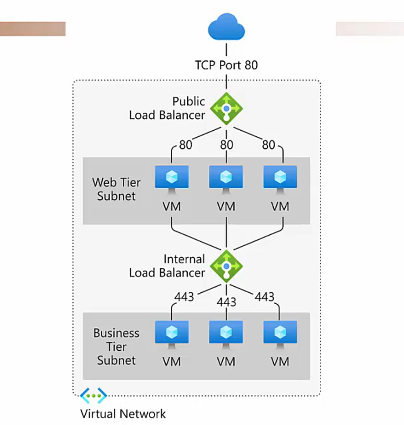 TCP Port 80
Public
Load Balancer
80
80
80
Web Tier
Subnet
VM
VM
VM
Internal
Load Balancer
443
443
443
Business
Tier
Subnet
VM
VM
VM
Virtual Network